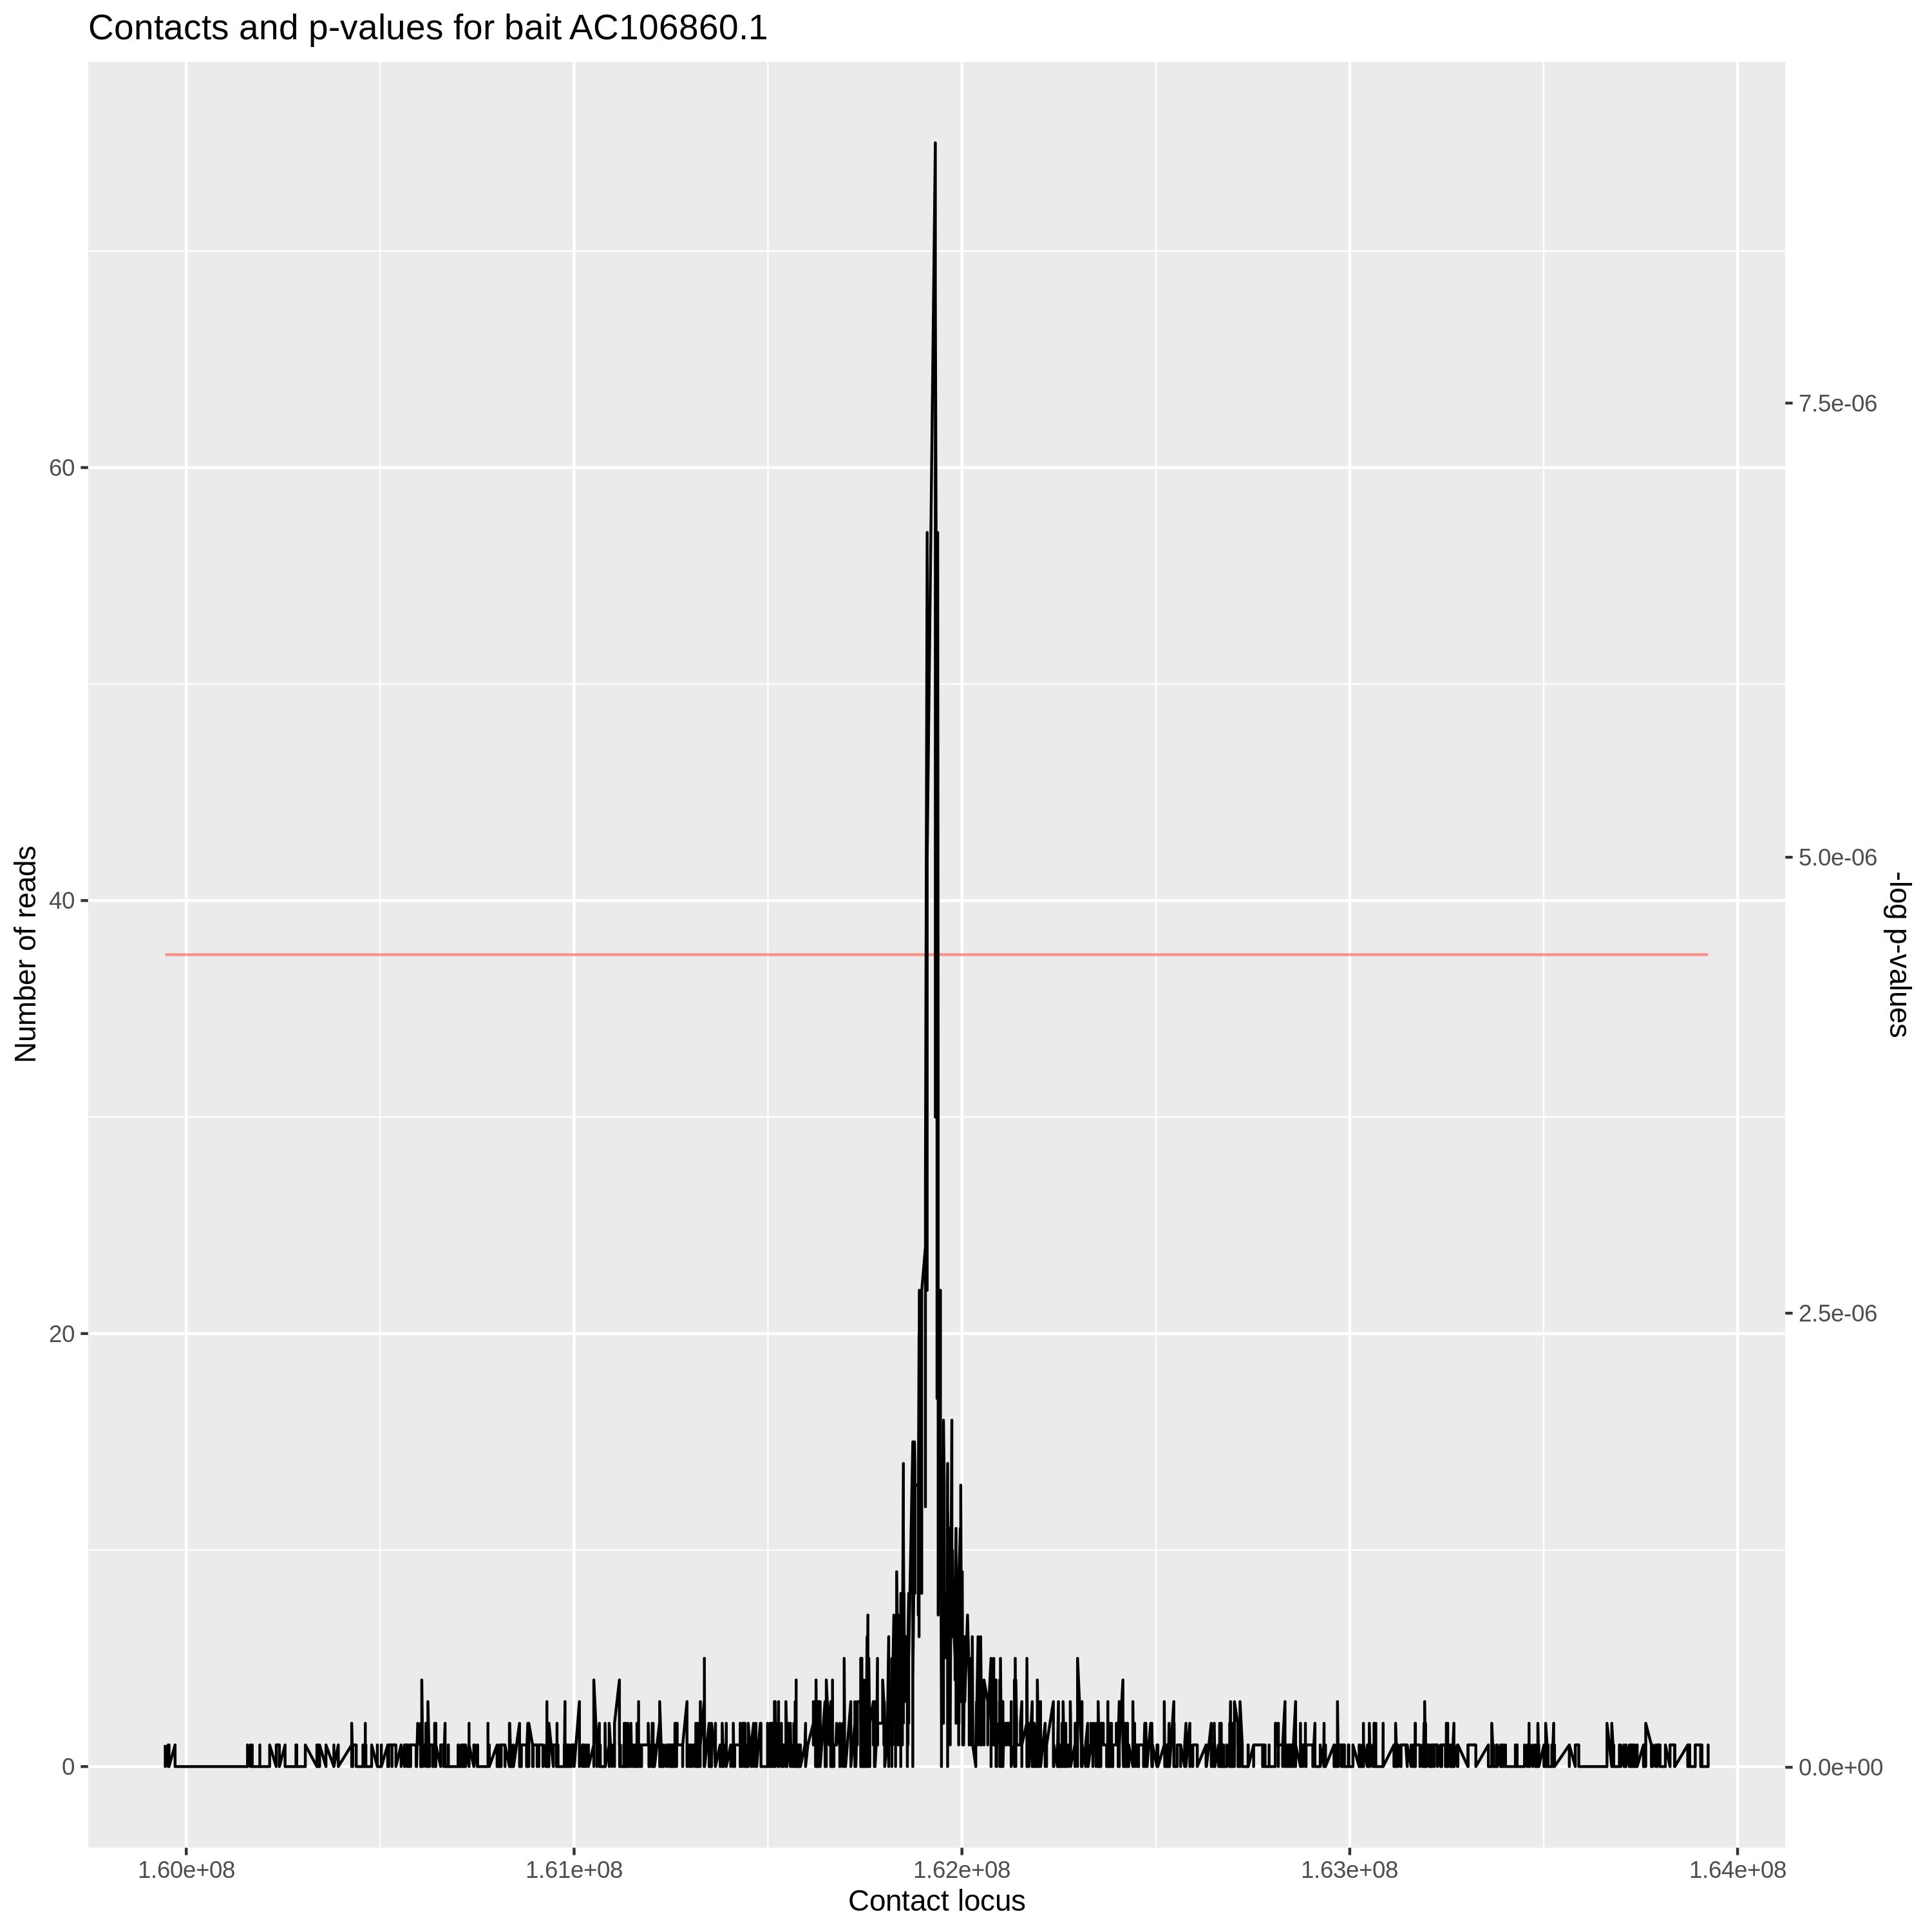 Contacts and p-values for bait AC106860.1
Number of reads
60
40
20
0
7.5e-06
5.0e-06
2.5e-06
0.0e+00
-log p-values
1.60e+08
1.61e+08
1.62e+08
1.63e+08
1.64e+08
Contact locus